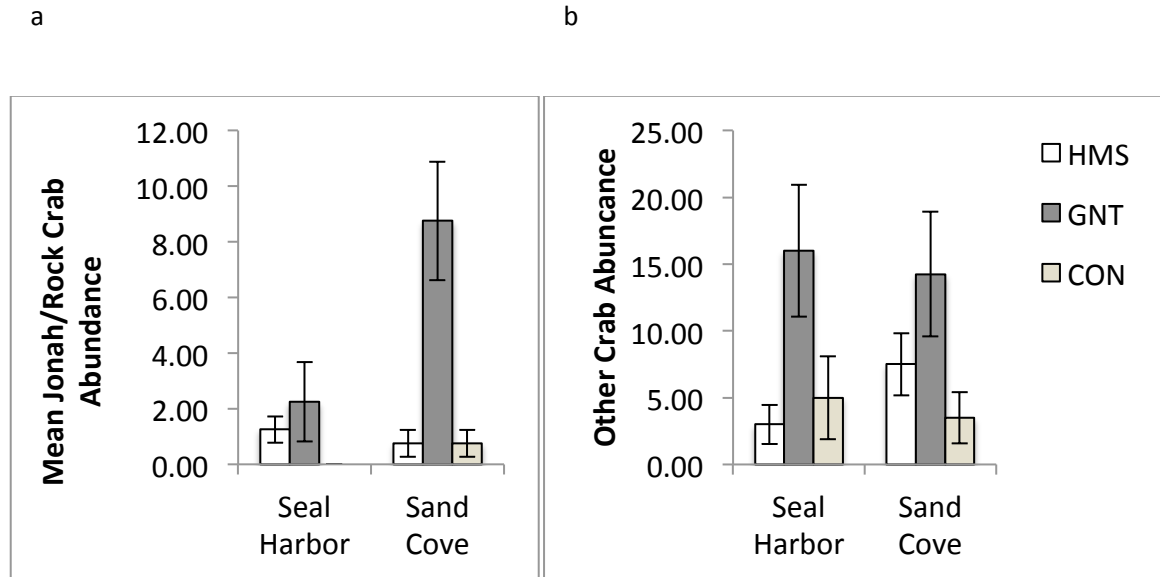 a
b
Mean Jonah/Rock Crab
Abundance
12.00
10.00
8.00
6.00
4.00
2.00
0.00
Seal
Harbor
Sand
Cove
Other Crab Abuncance
25.00
20.00
15.00
10.00
5.00
0.00
Seal
Harbor
Sand
Cove
HMS
GNT
CON